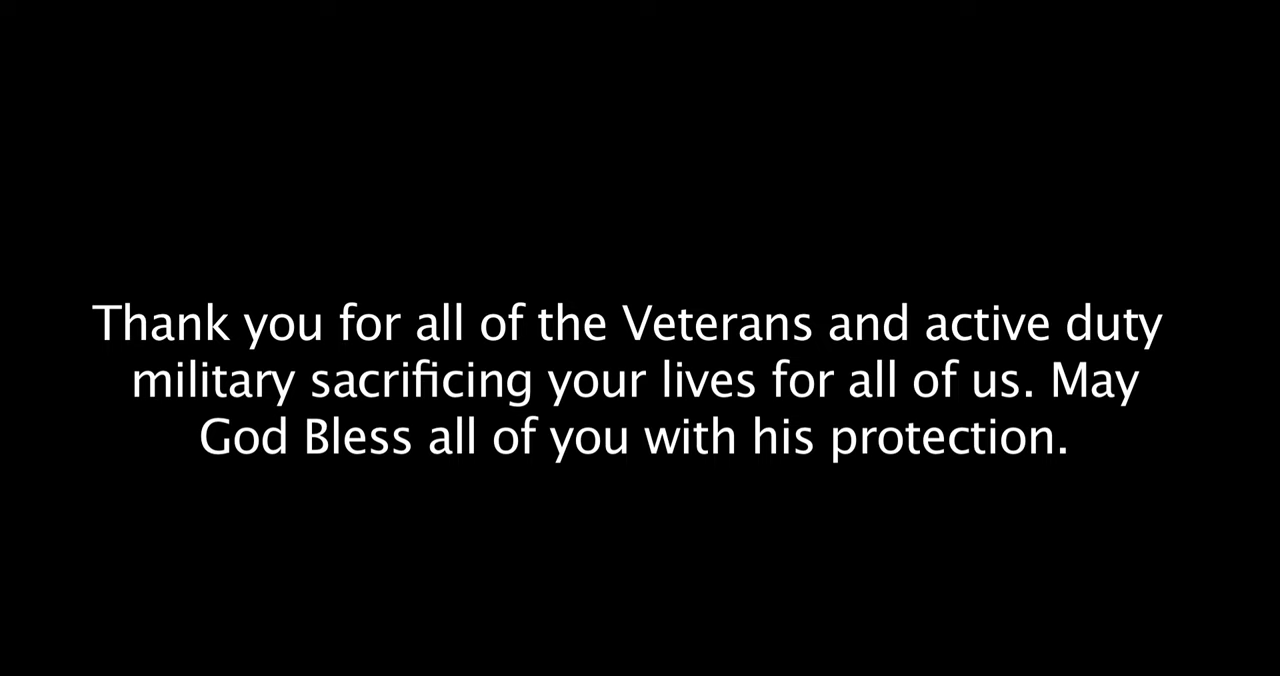 Thank you for all of the Veterans and active duty
military sacrificing your lives for all of us. May
God Bless all of you with his protection.